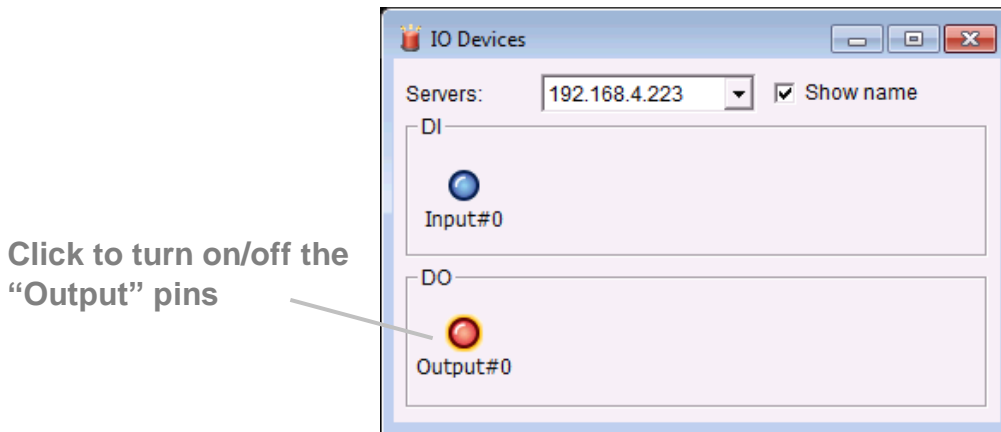 IO Devices
Servers: 192.168.4.223 Show name
DI
Input#0
Click to turn on/off the
“Output” pins
DO
Output#0